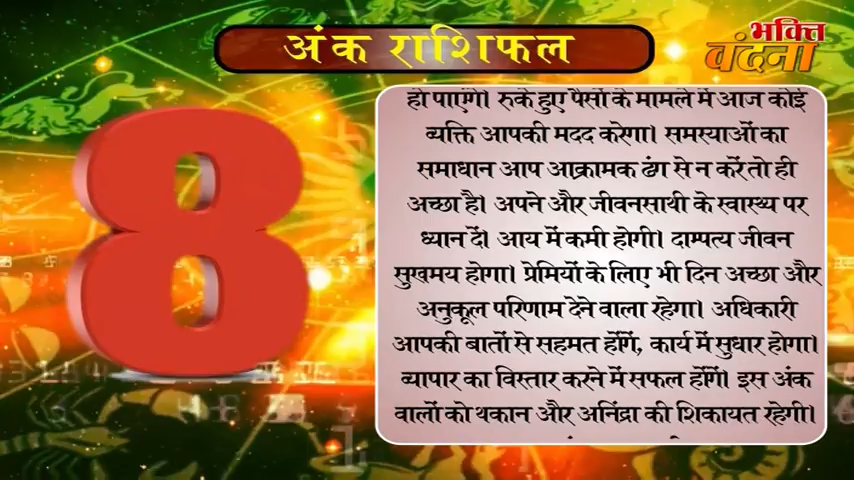 अंक राशिफल
भक्ति
वंदना
8
हो पाएंगे। रुके हुए पैसों के मामले में आज कोई
व्यक्ति आपकी मदद करेगा। समस्याओं का
समाधान आप आक्रामक ढंग से न करें तो ही
अच्छा है। अपने और जीवनसाथी के स्वास्थ्य पर
ध्यान दें। आय में कमी होगी। दाम्पत्य जीवन
सुखमय होगा। प्रेमियों के लिए भी दिन अच्छा और
अनुकूल परिणाम देने वाला रहेगा। अधिकारी
आपकी बातों से सहमत होंगें, कार्य में सुधार होगा।
व्यापार का विस्तार करने में सफल होंगें। इस अंक
वालों को थकान और अनिंद्रा की शिकायत रहेगी।